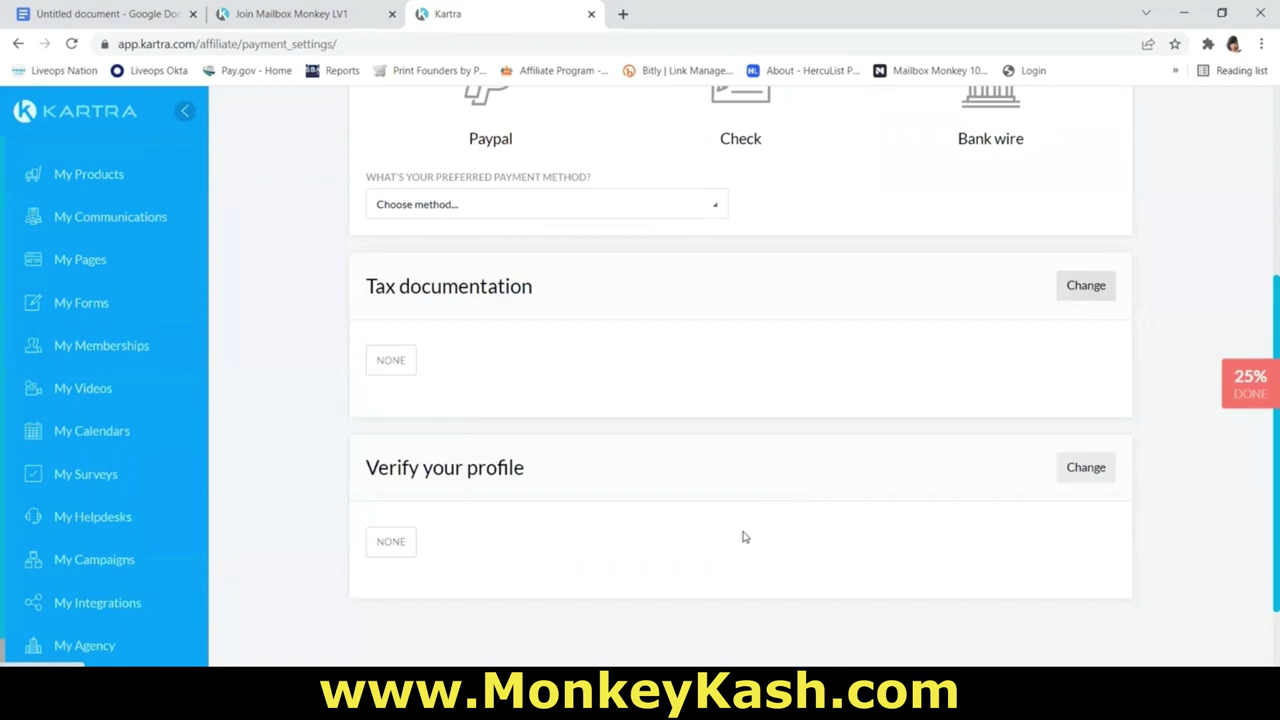 Untitled document - Google Doc
Join Mailbox Monkey LV1
Kartra
app.kartra.com/affiliate/payment_settings/
Liveops Nation
Liveops Okta
Pay.gov - Home
SBA Reports
Print Founders by P...
Affiliate Program -...
Bitly | Link Manage...
HL About - HercuList P...
Mailbox Monkey 10...
Login
»
Reading list
KARTRA
My Products
My Communications
My Pages
My Forms
My Memberships
My Videos
My Calendars
My Surveys
My Helpdesks
My Campaigns
My Integrations
My Agency
Paypal
Check
Bank wire
WHAT'S YOUR PREFERRED PAYMENT METHOD?
Choose method...
Tax documentation
Change
NONE
Verify your profile
Change
NONE
25%
DONE
www.MonkeyKash.com